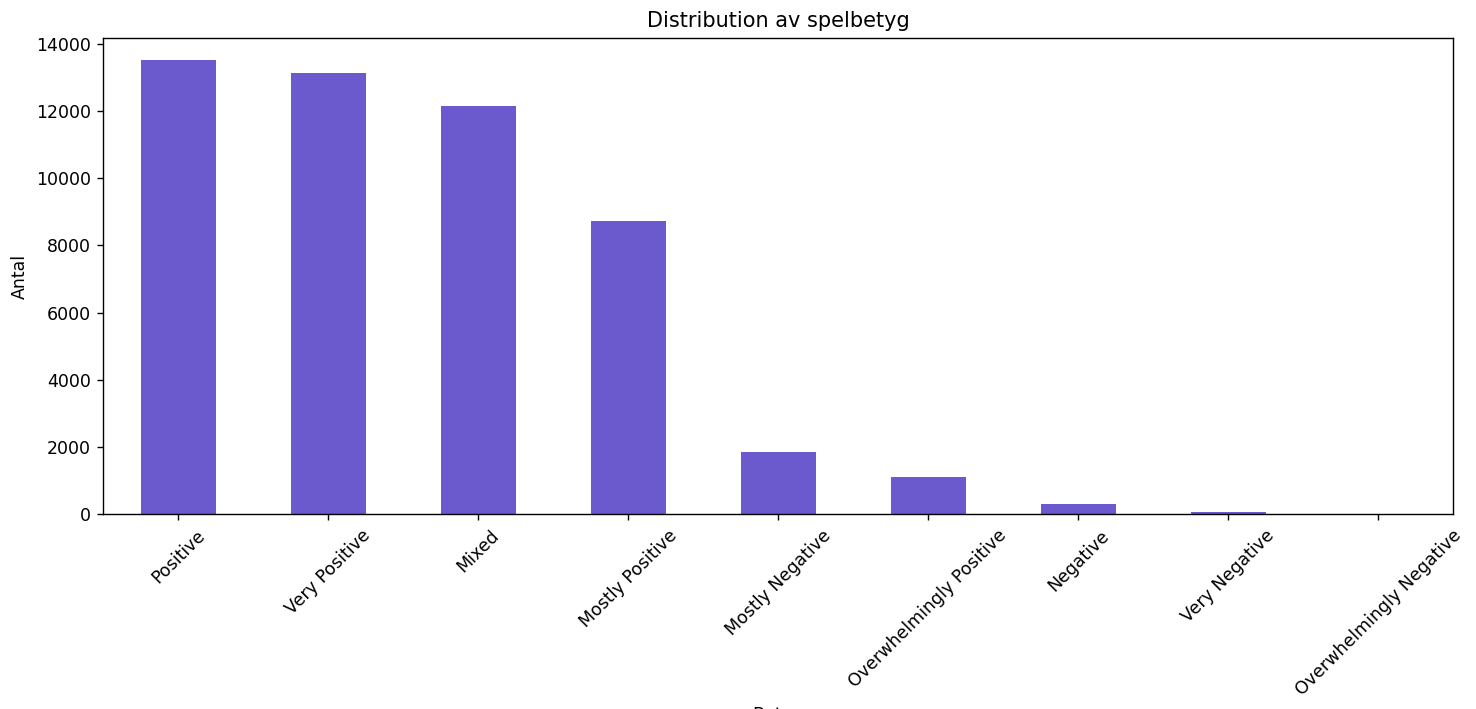 Distribution av spelbetyg
14000
12000
10000
8000
6000
4000
2000
0
Antal
Positive
Very Positive
Mixed
Mostly Positive
Mostly Negative
Overwhelmingly Positive
Negative
Very Negative
Overwhelmingly Negative